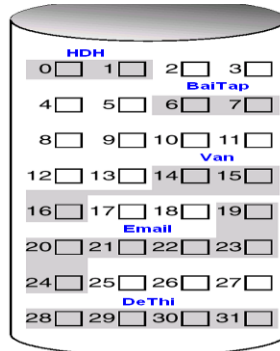 HDH
0 1 2 3
BaiTap
4 5 6 7
8 9 10 11
Van
12 13 14 15
16 17 18 19
Email
20 21 22 23
24 25 26 27
DeThi
28 29 30 31